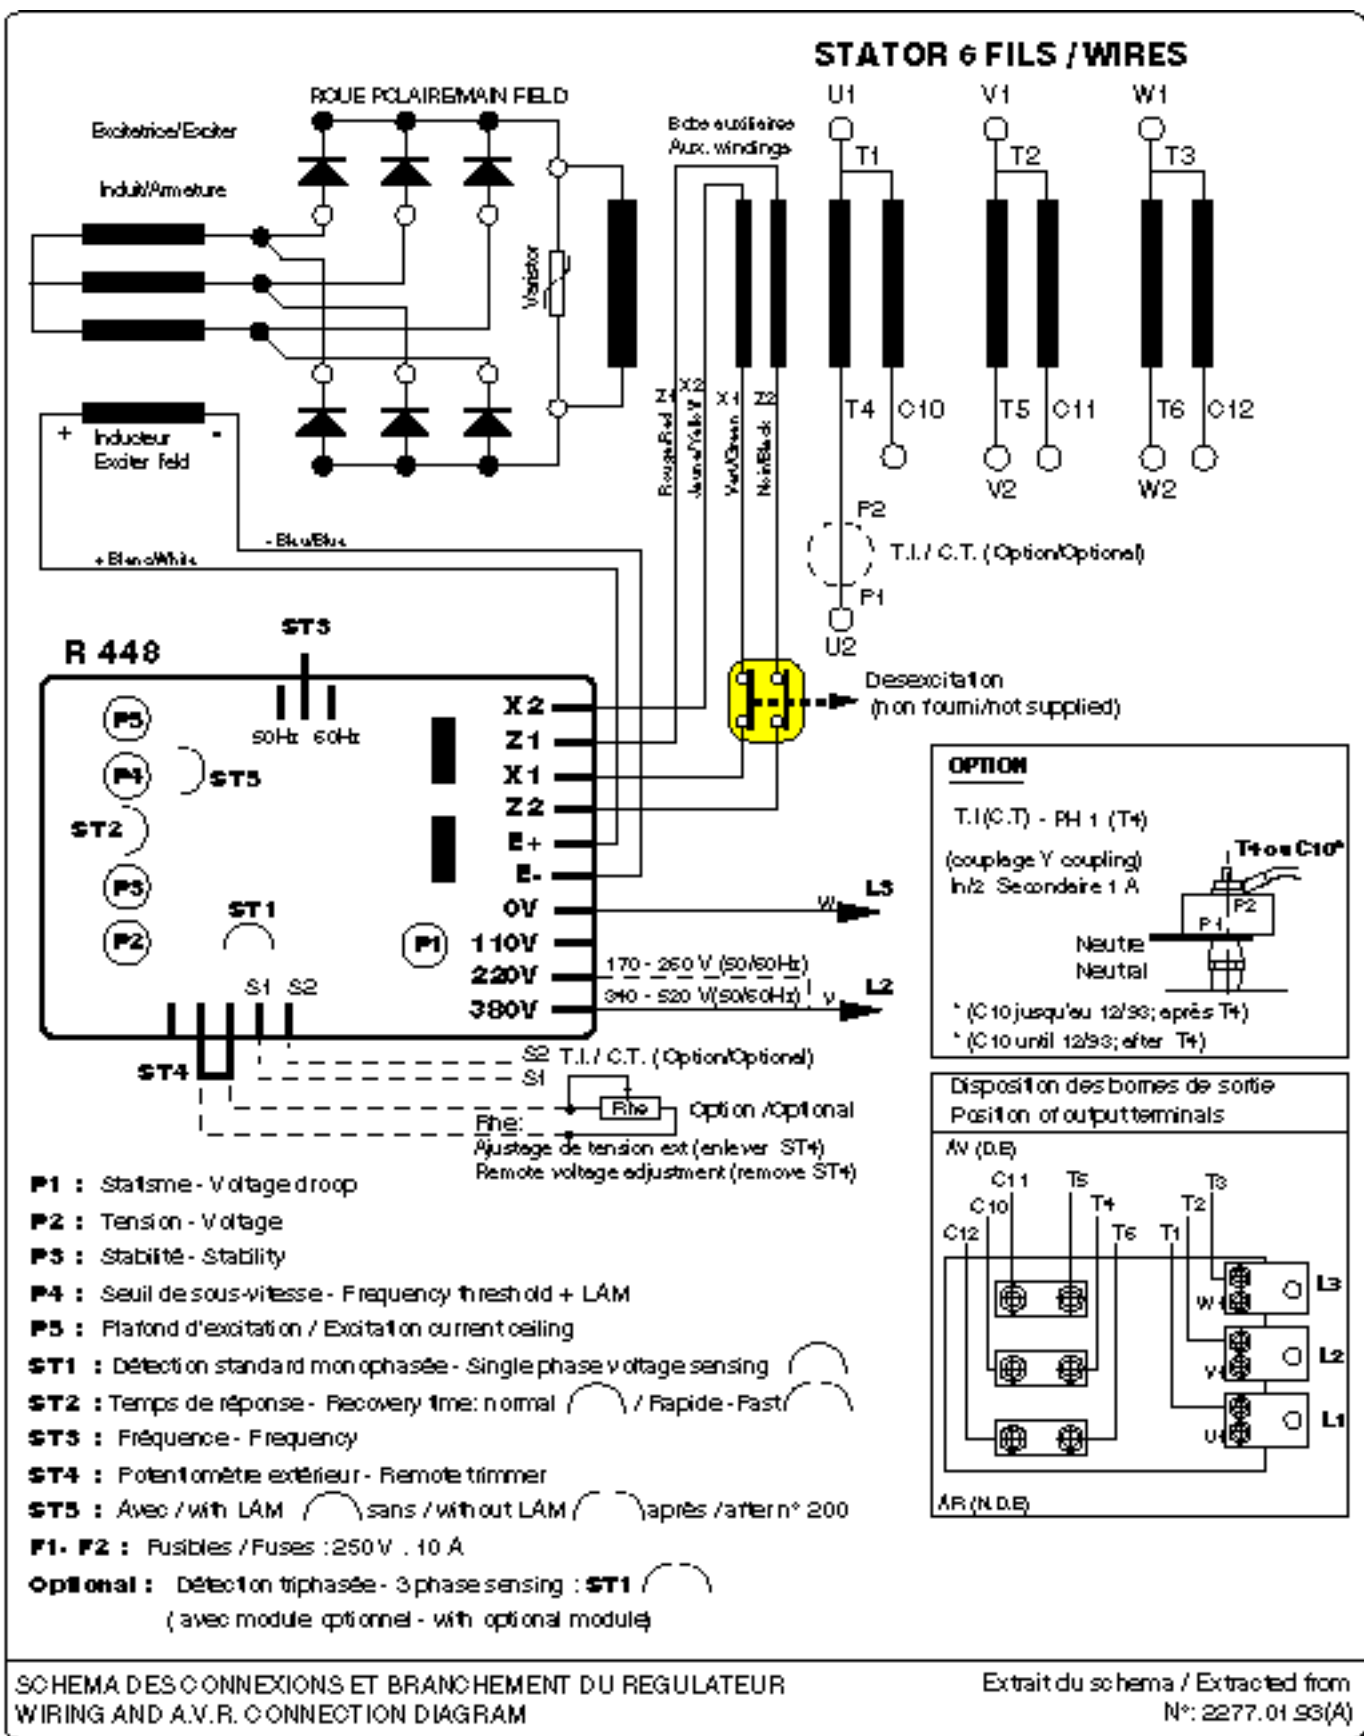 STATOR 6 FILS / WIRES
ROUE POLAIRE/MAIN FIELD
Excitatrice/Exciter
Induit/Armature
Varistor
Inducteur
Exciter field
+
-
Bobs auxiliaires
Aux. windings
U1
V1
W1
T1
T2
T3
Z1
X2
X1
Z2
Rouge/Red
Jaune/Yellow
Vert/Green
Noir/Black
T4
C10
T5
C11
T6
C12
V2
W2
P2
T.I./ C.T. (Option/Optional)
P1
U2
- Bleu/Blue
+ Blanc/White
Desexcitation
(non fourni/not supplied)
R 448
ST3
50Hz 60Hz
P5
P4
ST5
ST2
P3
P2
ST1
P1
S1 S2
X2
Z1
X1
Z2
E+
E-
0V
110V
220V
380V
W
L3
170 - 260 V (50/60Hz)
340 - 520 V(50/60Hz)
V
L2
ST4
S2 T.I./ C.T. (Option/Optional)
S1
Rhe
Option /Optional
Rhe:
Ajustage de tension ext (enlever ST4)
Remote voltage adjustment (remove ST4)
OPTION
T.I(C.T) - PH 1 (T4)
(couplage Y coupling)
In/2 Secondaire 1 A
T4 ou C10*
P2
P1
Neutre
Neutral
* (C10 jusqu'au 12/93; après T4)
* (C10 until 12/93; after T4)
Disposition des bornes de sortie
Position of output terminals
AV (D.E)
C11
T5
T3
C10
T4
T2
C12
T6
T1
L3
W1
L2
V1
L1
U1
AR (N.D.E)
P1 : Statisme - Voltage droop
P2 : Tension - Voltage
P3 : Stabilité - Stability
P4 : Seuil de sous-vitesse - Frequency threshold + LAM
P5 : Plafond d'excitation / Excitation current ceiling
ST1 : Détection standard monophasée - Single phase voltage sensing
ST2 : Temps de réponse - Recovery time: normal / Rapide - Fast
ST3 : Fréquence - Frequency
ST4 : Potentiomètre extérieur - Remote trimmer
ST5 : Avec / with LAM sans / without LAM après / after n° 200
F1- F2 : Fusibles / Fuses : 250 V . 10 A
Optional : Détection triphasée - 3 phase sensing : ST1
( avec module optionnel - with optional module)
SCHEMA DES CONNEXIONS ET BRANCHEMENT DU REGULATEUR
WIRING AND A.V.R. CONNECTION DIAGRAM
Extrait du schema / Extracted from
N°: 2277.01.93(A)